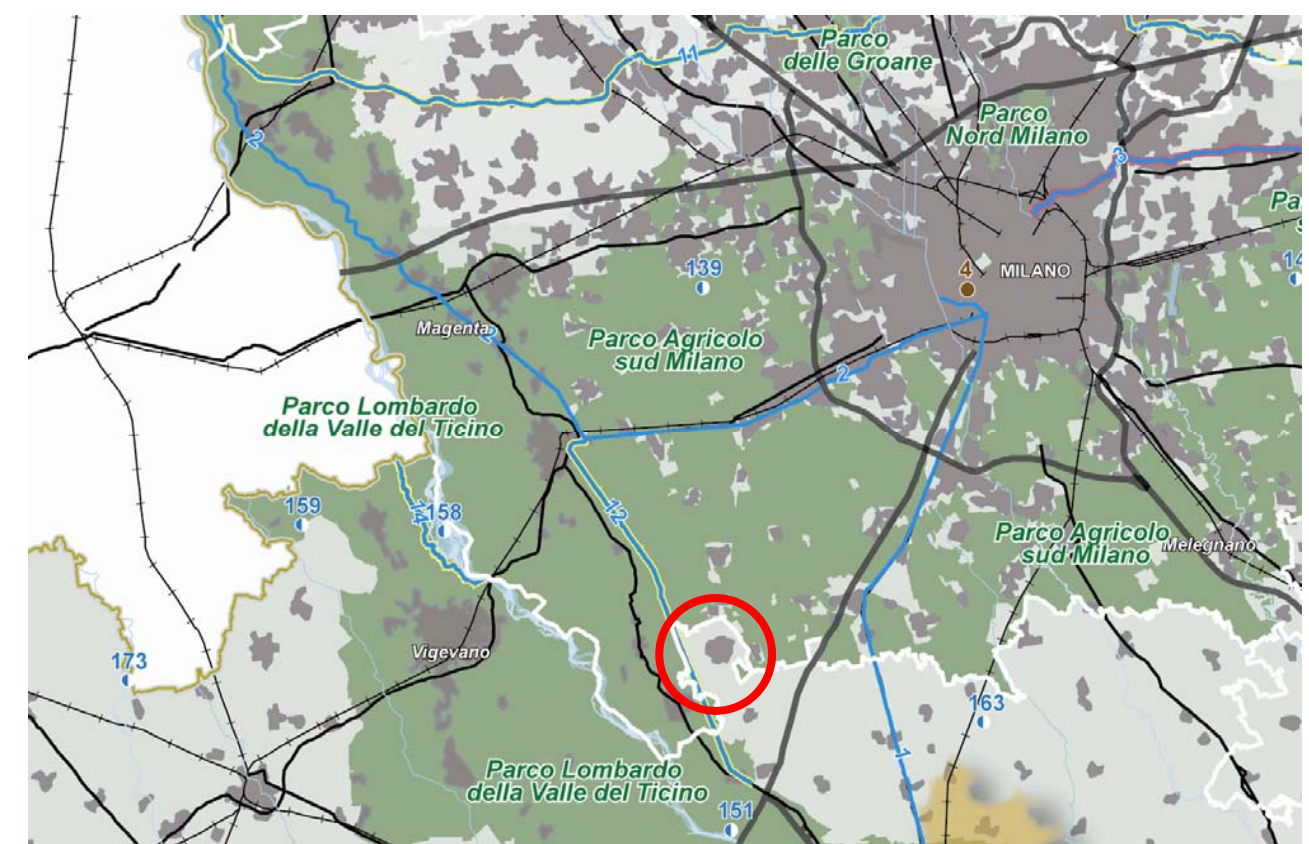 Parco
delle Groane
11
Parco
Nord Milano
2
3
Pa
s
139
4
MILANO
14
Magenta
2
Parco Agricolo
sud Milano
2
Parco Lombardo
della Valle del Ticino
159
14
158
12
Parco Agricolo
sud Milano
Melegnano
Vigevano
173
163
1
Parco Lombardo
della Valle del Ticino
151